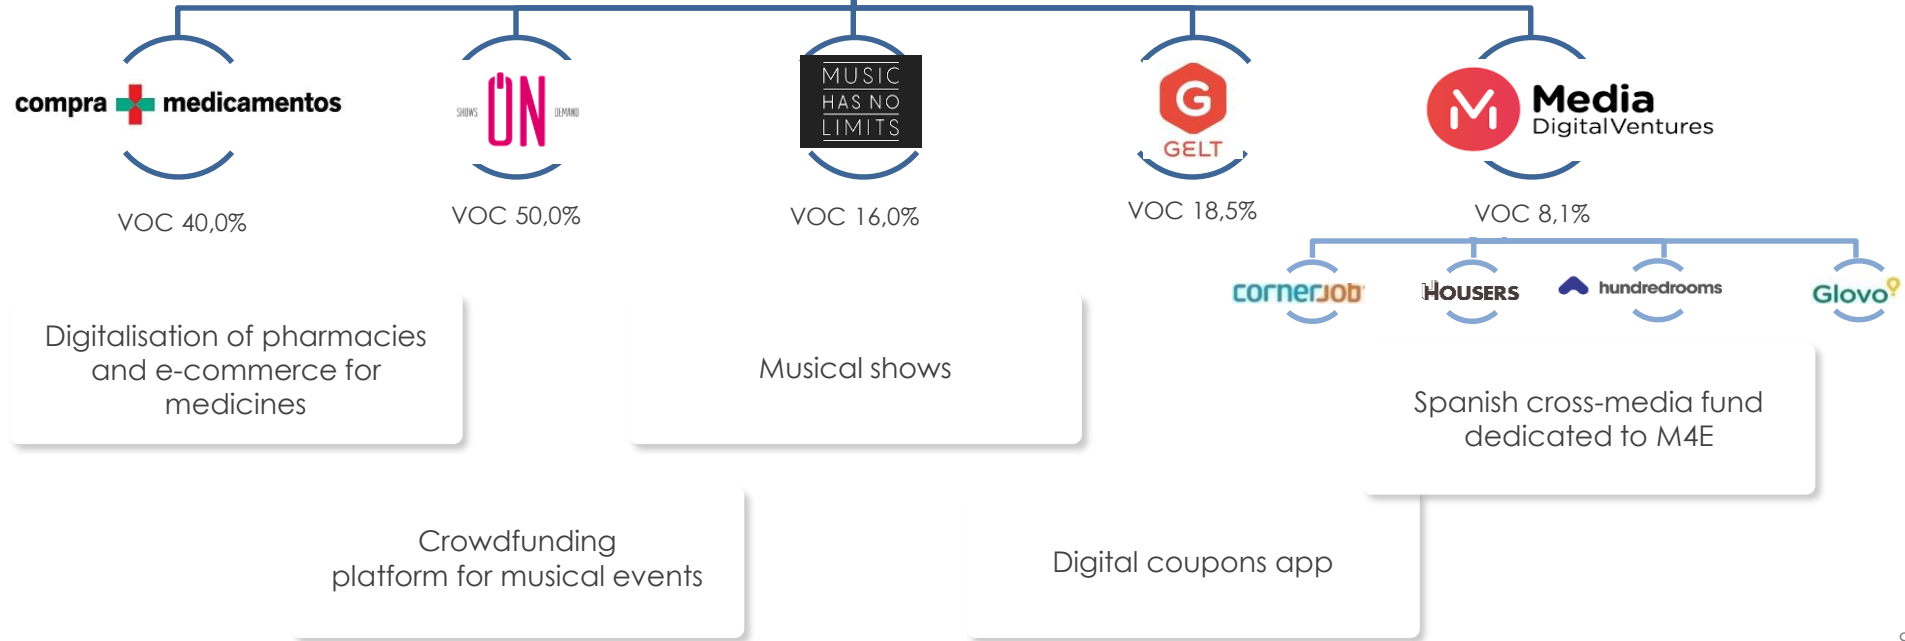 compra medicamentos
SHOWS ON DEMAND
MUSIC
HAS NO
LIMITS
G
GELT
M
Media
DigitalVentures
VOC 40,0%
VOC 50,0%
VOC 16,0%
VOC 18,5%
VOC 8,1%
cornerJob
HOUSERS
hundredrooms
Glovo
Digitalisation of pharmacies
and e-commerce for
medicines
Musical shows
Spanish cross-media fund
dedicated to M4E
Crowdfunding
platform for musical events
Digital coupons app